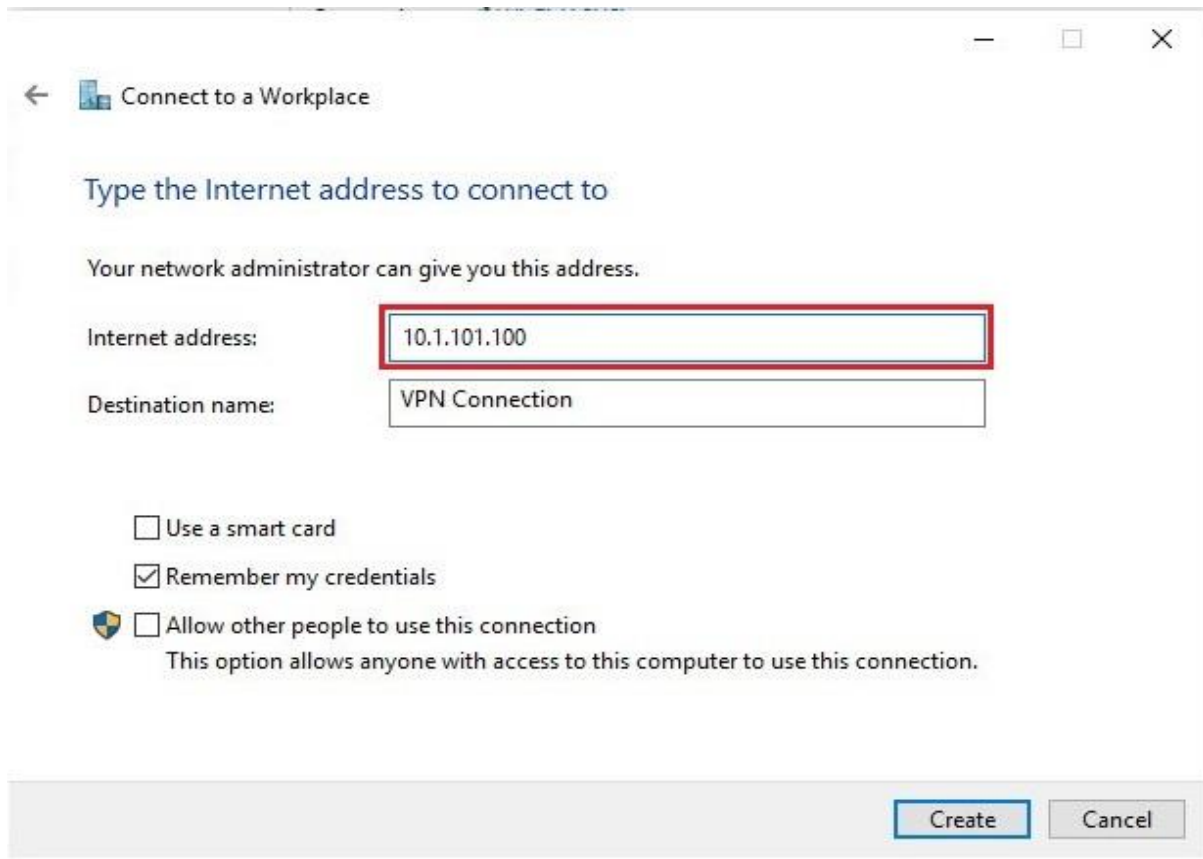 Connect to a Workplace
Type the Internet address to connect to
Your network administrator can give you this address.
Internet address: 10.1.101.100
Destination name: VPN Connection
Use a smart card
Remember my credentials
Allow other people to use this connection
This option allows anyone with access to this computer to use this connection.
Create Cancel